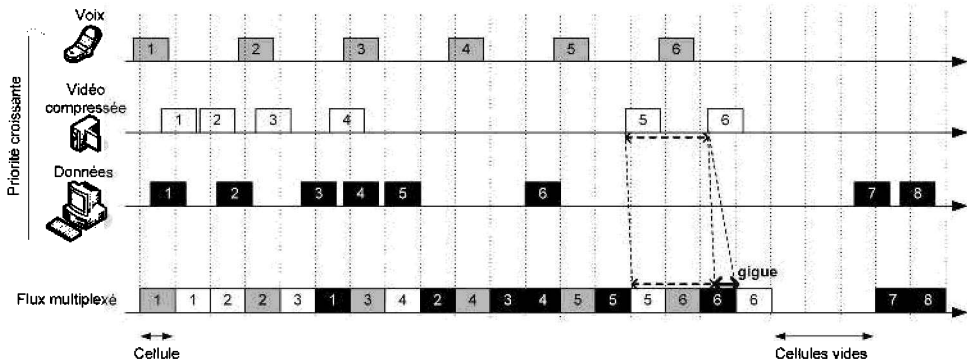 Voix
1 2 3 4 5 6
Vidéo
compressée
1 2 3 4 5 6
Priorité croissante
Données
1 2 3 4 5 6 7 8
gigue
Flux multiplexé
1 1 2 2 3 1 3 4 2 4 3 4 5 5 5 6 6 6 7 8
Cellule
Cellules vides